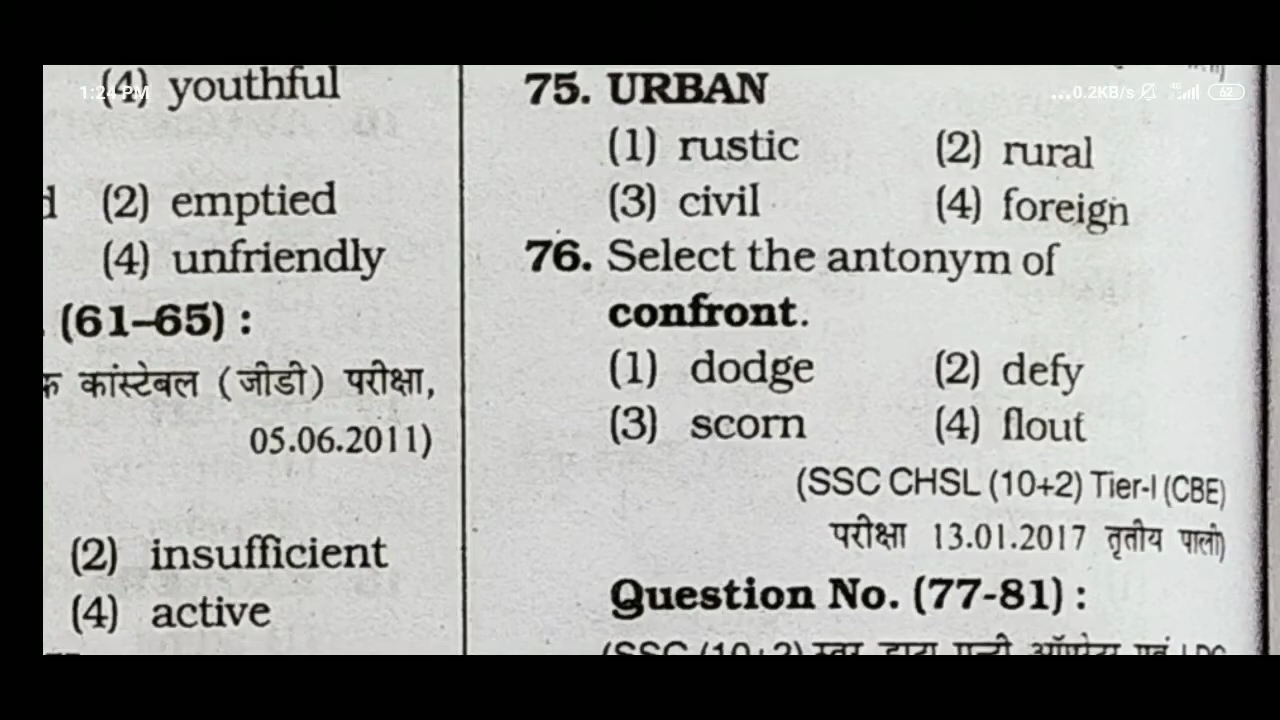 (4) youthful
(2) emptied
(4) unfriendly
(61–65) :
कांस्टेबल (जीडी) परीक्षा,
05.06.2011)
(2) insufficient
(4) active
1:24 PM
...0.2KB/s 62
75. URBAN
(1) rustic (2) rural
(3) civil (4) foreign
76. Select the antonym of
confront.
(1) dodge (2) defy
(3) scorn (4) flout
(SSC CHSL (10+2) Tier-I (CBE)
परीक्षा 13.01.2017 तृतीय पाली)
Question No. (77-81) :